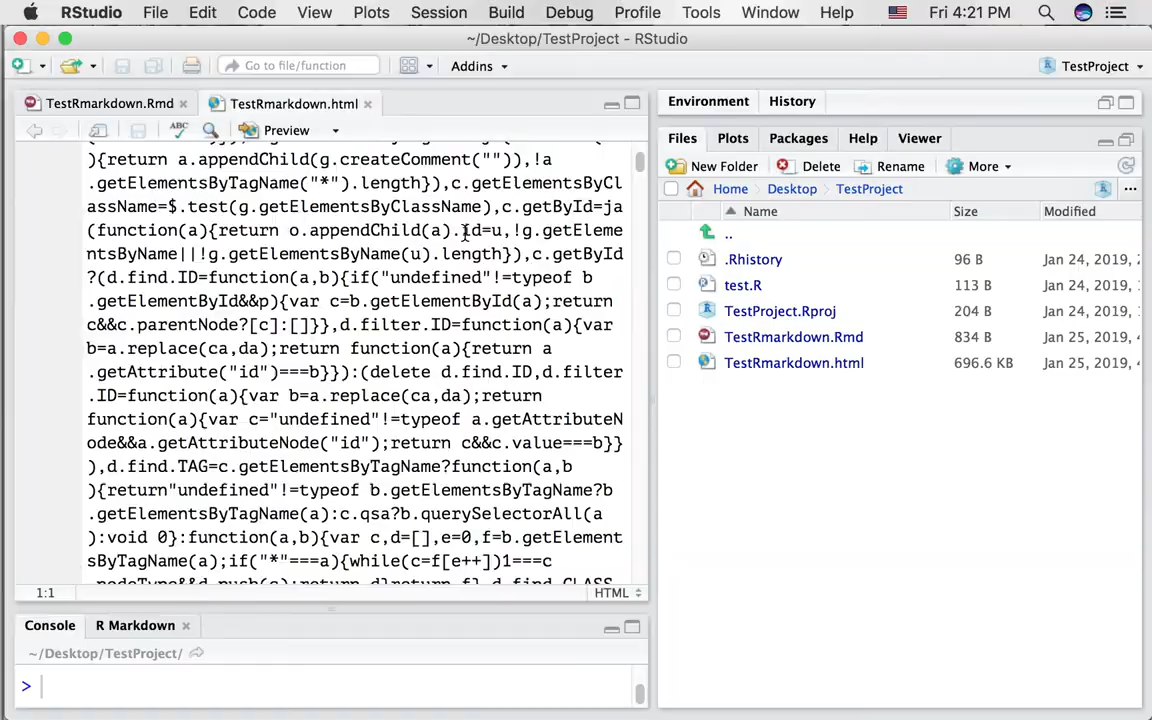 RStudio File Edit Code View Plots Session Build Debug Profile Tools Window Help Fri 4:21 PM
~/Desktop/TestProject - RStudio
Go to file/function Addins TestProject
TestRmarkdown.Rmd TestRmarkdown.html
ABC Preview
){return a.appendChild(g.createComment("")),!a
.getElementsByTagName("*").length}),c.getElementsByCl
assName=$.test(g.getElementsByClassName),c.getById=ja
(function(a){return o.appendChild(a).id=u,!g.getEleme
ntsByName||!g.getElementsByName(u).length}),c.getById
?(d.find.ID=function(a,b){if("undefined"!=typeof b
.getElementById&&p){var c=b.getElementById(a);return
c&&c.parentNode?[c]:[]}},d.filter.ID=function(a){var
b=a.replace(ca,da);return function(a){return a
.getAttribute("id")===b}}):(delete d.find.ID,d.filter
.ID=function(a){var b=a.replace(ca,da);return
function(a){var c="undefined"!=typeof a.getAttributeN
ode&&a.getAttributeNode("id");return c&&c.value===b}}
),d.find.TAG=c.getElementsByTagName?function(a,b
){return"undefined"!=typeof b.getElementsByTagName?b
.getElementsByTagName(a):c.qsa?b.querySelectorAll(a
):void 0}:function(a,b){var c,d=[],e=0,f=b.getElement
sByTagName(a);if("*"===a){while(c=f[e++])1===c
1:1 HTML
Console R Markdown
~/Desktop/TestProject/
>
Environment History
Files Plots Packages Help Viewer
New Folder Delete Rename More
Home Desktop TestProject
Name Size Modified
..
.Rhistory 96 B Jan 24, 2019,
test.R 113 B Jan 24, 2019,
TestProject.Rproj 204 B Jan 24, 2019,
TestRmarkdown.Rmd 834 B Jan 25, 2019,
TestRmarkdown.html 696.6 KB Jan 25, 2019,